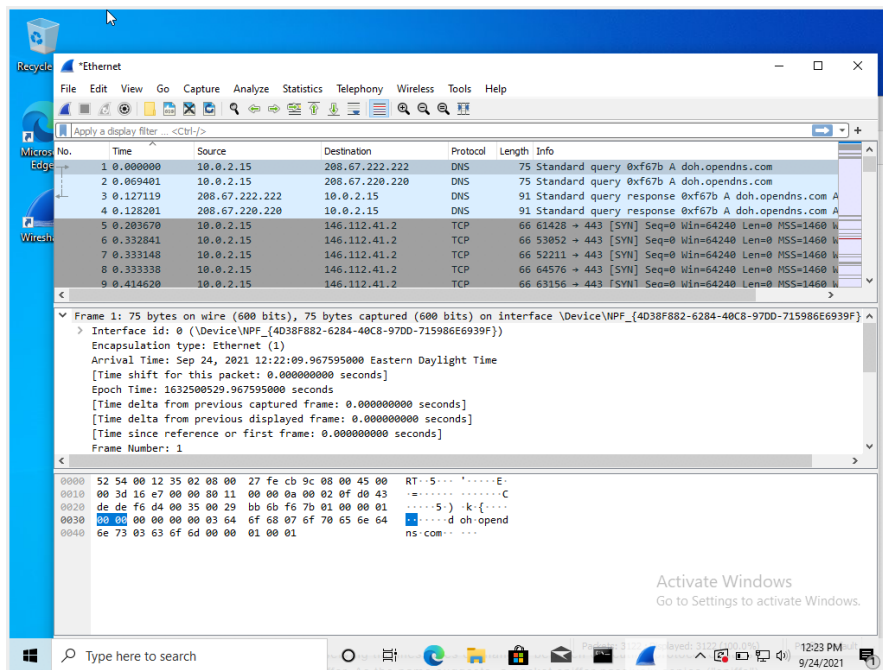 Recycle
*Ethernet
File Edit View Go Capture Analyze Statistics Telephony Wireless Tools Help
Apply a display filter ... <Ctrl-/>
Micros
Edge
Wiresh
No. Time Source Destination Protocol Length Info
1 0.000000 10.0.2.15 208.67.222.222 DNS 75 Standard query 0xf67b A doh.opendns.com
2 0.069401 10.0.2.15 208.67.220.220 DNS 75 Standard query 0xf67b A doh.opendns.com
3 0.127119 208.67.222.222 10.0.2.15 DNS 91 Standard query response 0xf67b A doh.opendns.com A
4 0.128201 208.67.220.220 10.0.2.15 DNS 91 Standard query response 0xf67b A doh.opendns.com A
5 0.203670 10.0.2.15 146.112.41.2 TCP 66 61428 → 443 [SYN] Seq=0 Win=64240 Len=0 MSS=1460 W
6 0.332841 10.0.2.15 146.112.41.2 TCP 66 53052 → 443 [SYN] Seq=0 Win=64240 Len=0 MSS=1460 W
7 0.333148 10.0.2.15 146.112.41.2 TCP 66 52211 → 443 [SYN] Seq=0 Win=64240 Len=0 MSS=1460 W
8 0.333338 10.0.2.15 146.112.41.2 TCP 66 64576 → 443 [SYN] Seq=0 Win=64240 Len=0 MSS=1460 W
9 0.414620 10.0.2.15 146.112.41.2 TCP 66 63156 → 443 [SYN] Seq=0 Win=64240 Len=0 MSS=1460 W
Frame 1: 75 bytes on wire (600 bits), 75 bytes captured (600 bits) on interface \Device\NPF_{4D38F882-6284-40C8-97DD-715986E6939F}
Interface id: 0 (\Device\NPF_{4D38F882-6284-40C8-97DD-715986E6939F})
Encapsulation type: Ethernet (1)
Arrival Time: Sep 24, 2021 12:22:09.967595000 Eastern Daylight Time
[Time shift for this packet: 0.000000000 seconds]
Epoch Time: 1632500529.967595000 seconds
[Time delta from previous captured frame: 0.000000000 seconds]
[Time delta from previous displayed frame: 0.000000000 seconds]
[Time since reference or first frame: 0.000000000 seconds]
Frame Number: 1
0000 52 54 00 12 35 02 08 00 27 fe cb 9c 08 00 45 00 RT··5··· '·····E·
0010 00 3d 16 e7 00 00 80 11 00 00 0a 00 02 0f d0 43 ·=······ ·······C
0020 de de f6 d4 00 35 00 29 bb 6b f6 7b 01 00 00 01 ·····5·) ·k·{····
0030 00 00 00 00 00 00 03 64 6f 68 07 6f 70 65 6e 64 ·······d oh·opend
0040 6e 73 03 63 6f 6d 00 00 01 00 01 ns·com·· ···
Activate Windows
Go to Settings to activate Windows.
Type here to search
12:23 PM
9/24/2021